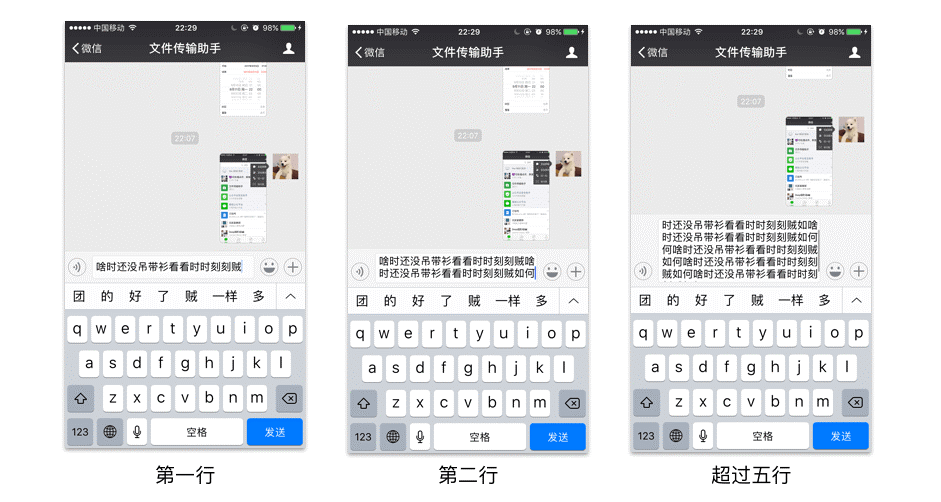 中国移动 22:29 98%
微信 文件传输助手
22:07
啥时还没吊带衫看看时时刻刻贼
团 的 好 了 贼 一样 多
q w e r t y u i o p
a s d f g h j k l
z x c v b n m
123 空格 发送
第一行
中国移动 22:29 98%
微信 文件传输助手
22:07
啥时还没吊带衫看看时时刻刻贼啥
时还没吊带衫看看时时刻刻贼如何
团 的 好 了 贼 一样 多
q w e r t y u i o p
a s d f g h j k l
z x c v b n m
123 空格 发送
第二行
中国移动 22:29 98%
微信 文件传输助手
22:07
时还没吊带衫看看时时刻刻贼如啥
时还没吊带衫看看时时刻刻贼如何
何啥时还没吊带衫看看时时刻刻贼
如何啥时还没吊带衫看看时时刻刻
贼如何啥时还没吊带衫看看时时刻
团 的 好 了 贼 一样 多
q w e r t y u i o p
a s d f g h j k l
z x c v b n m
123 空格 发送
超过五行